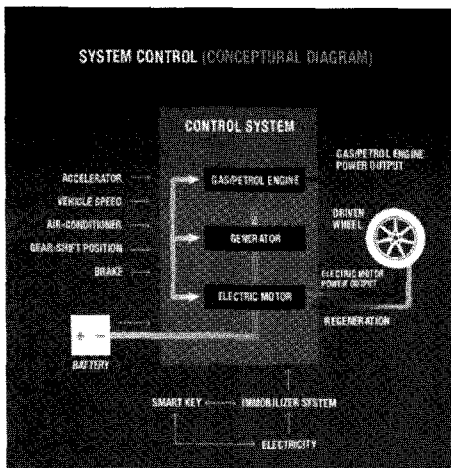 SYSTEM CONTROL (CONCEPTURAL DIAGRAM)
CONTROL SYSTEM
GAS/PETROL ENGINE
POWER OUTPUT
ACCELERATOR
GAS/PETROL ENGINE
VEHICLE SPEED
AIR-CONDITIONER
DRIVEN
WHEEL
GENERATOR
GEAR-SHIFT POSITION
BRAKE
ELECTRIC MOTOR
POWER OUTPUT
ELECTRIC MOTOR
REGENERATION
BATTERY
SMART KEY
IMMOBILIZER SYSTEM
ELECTRICITY